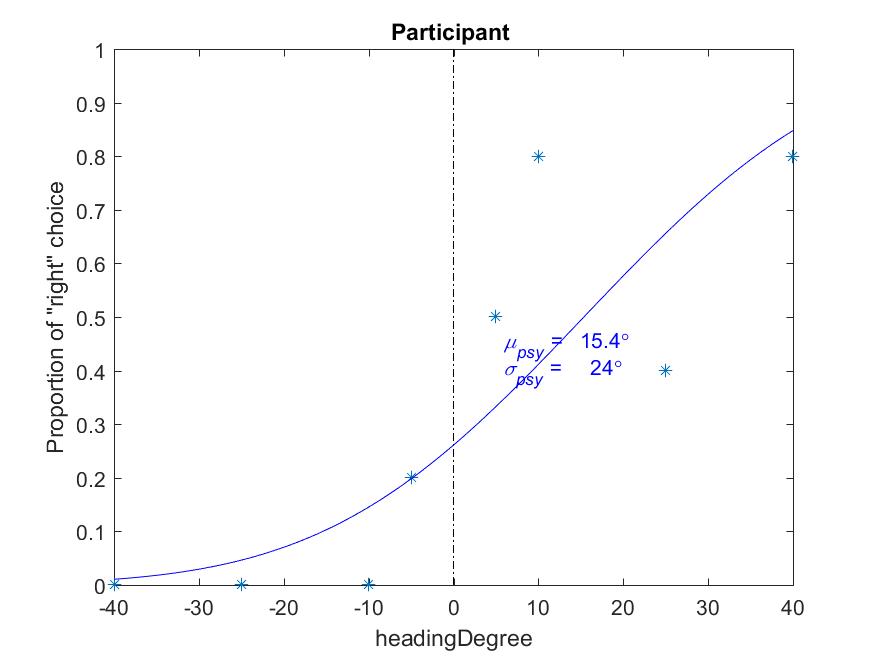 Participant
1
0.9
0.8
0.7
0.6
0.5
0.4
0.3
0.2
0.1
0
Proportion of "right" choice
μpsy = 15.4°
σpsy = 24°
-40 -30 -20 -10 0 10 20 30 40
headingDegree